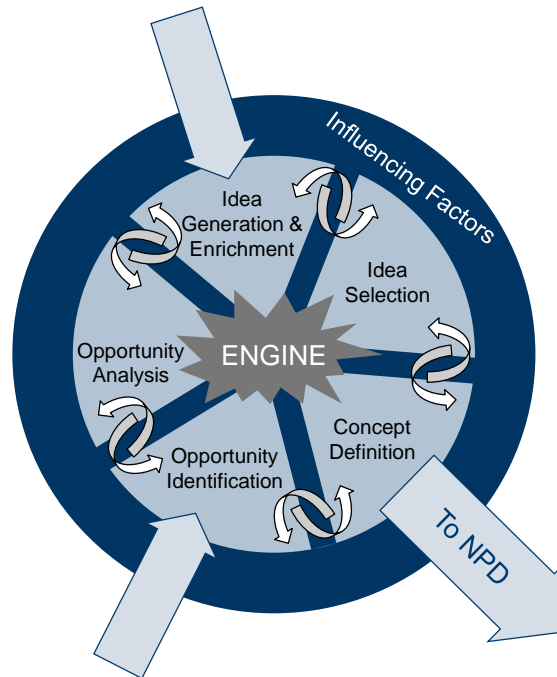 Influencing Factors
Idea
Generation &
Enrichment
Idea
Selection
ENGINE
Opportunity
Analysis
Concept
Definition
Opportunity
Identification
To NPD